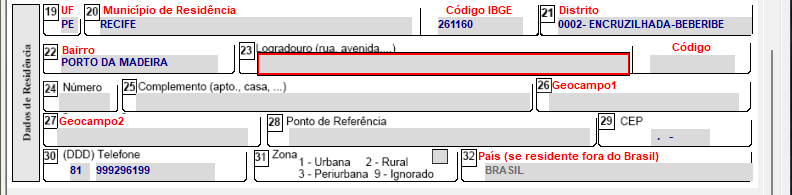 19 UF 20 Município de Residência Código IBGE 21 Distrito
PE RECIFE 261160 0002- ENCRUZILHADA-BEBERIBE
22 Bairro 23 Logradouro (rua, avenida,...) Código
PORTO DA MADEIRA
24 Número 25 Complemento (apto., casa, ...) 26 Geocampo1
27 Geocampo2 28 Ponto de Referência 29 CEP
. -
30 (DDD) Telefone 31 Zona 32 País (se residente fora do Brasil)
1 - Urbana 2 - Rural
81 999296199 3 - Periurbana 9 - Ignorado BRASIL
Dados de Residência